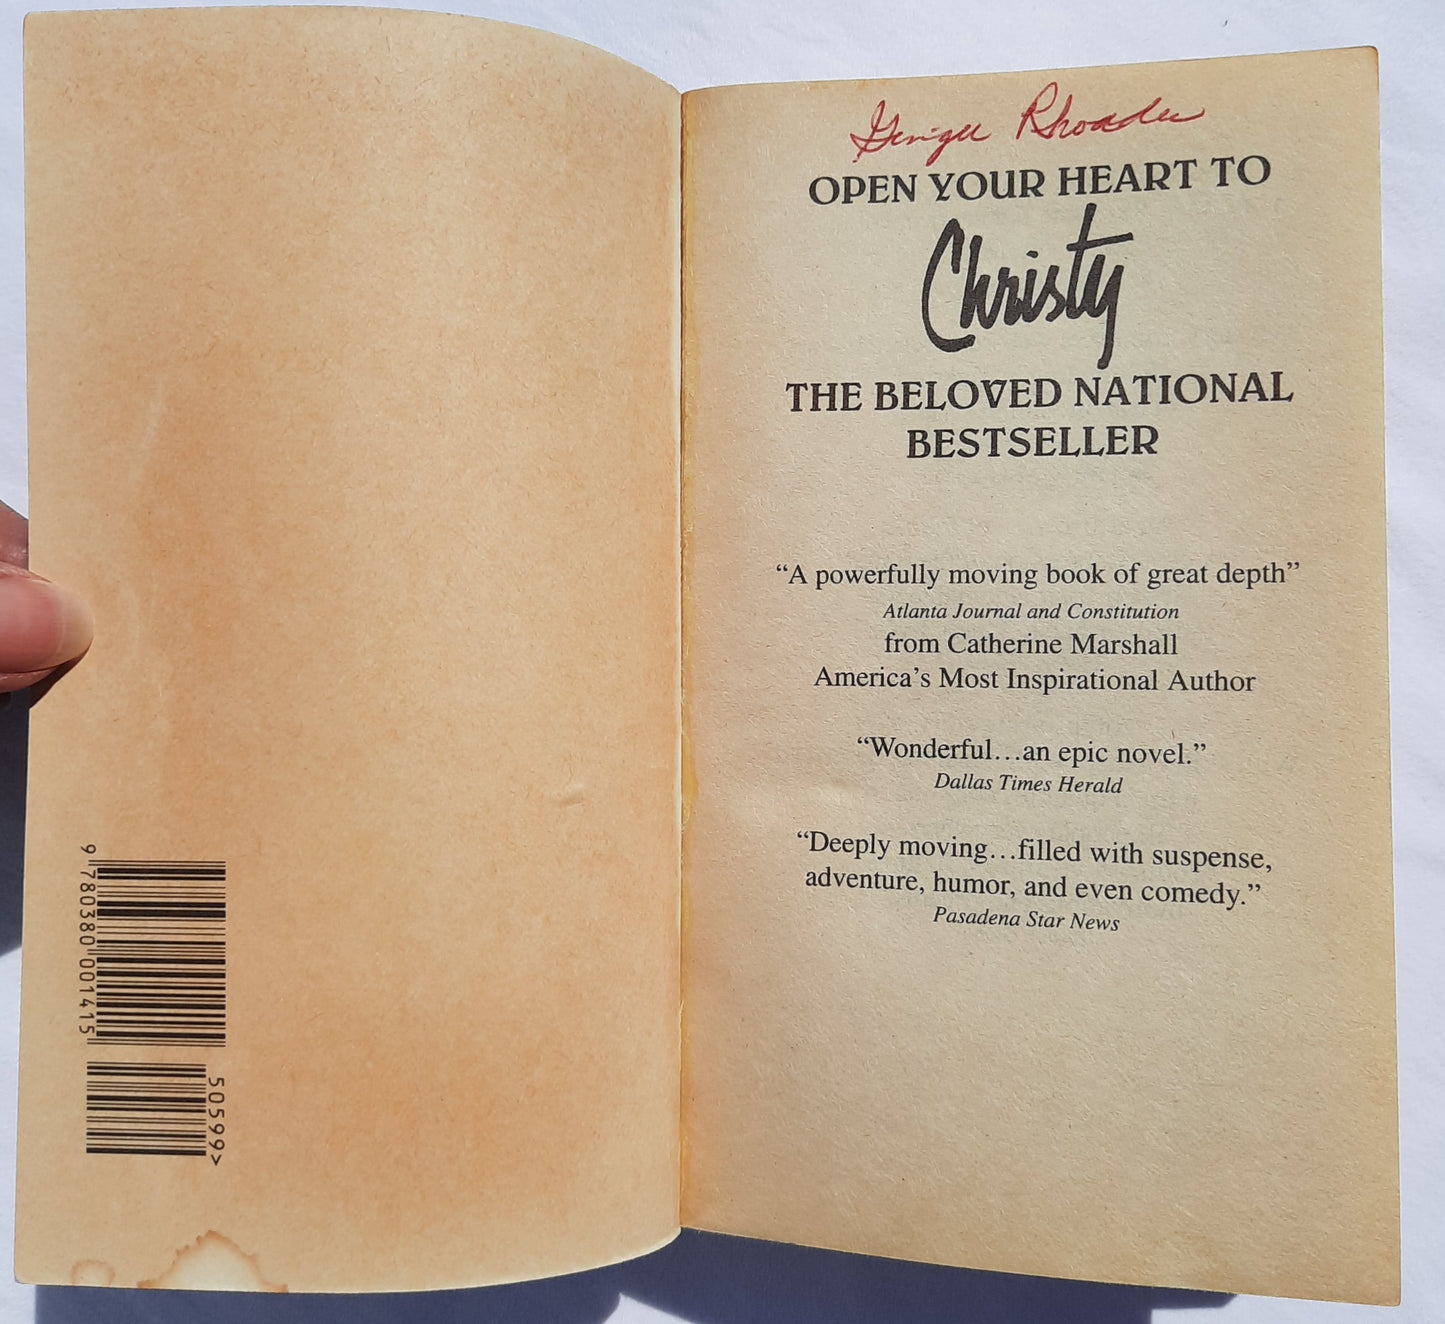 9 780380 001415
50599>
Ginger Rhoades
OPEN YOUR HEART TO
Christy
THE BELOVED NATIONAL
BESTSELLER
“A powerfully moving book of great depth”
Atlanta Journal and Constitution
from Catherine Marshall
America’s Most Inspirational Author
“Wonderful…an epic novel.”
Dallas Times Herald
“Deeply moving…filled with suspense,
adventure, humor, and even comedy.”
Pasadena Star News